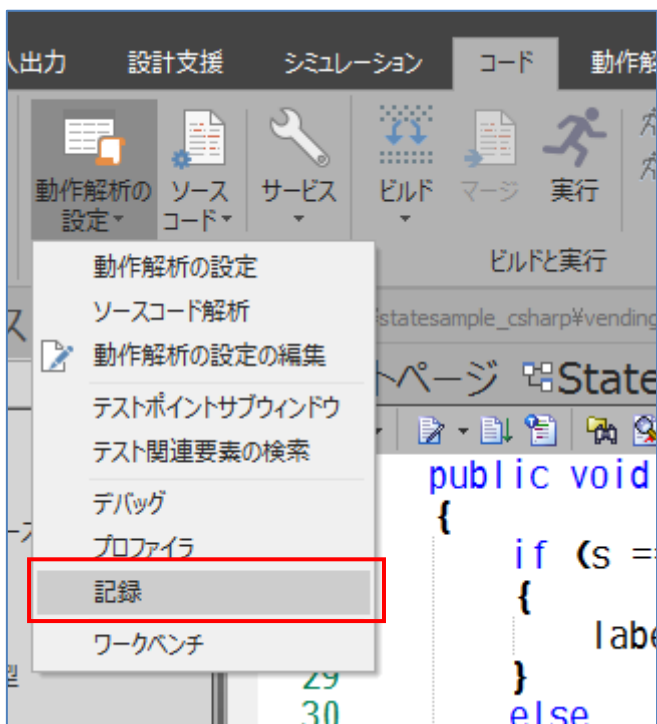 入出力 設計支援 シミュレーション コード 動作解
動作解析の
設定
ソース
コード
サービス
ビルド
マージ
実行
ビルドと実行
動作解析の設定
ソースコード解析
動作解析の設定の編集
テストポイントサブウィンドウ
テスト関連要素の検索
デバッグ
プロファイラ
記録
ワークベンチ
ス
statesample_csharp¥vending
トページ State
public void
{
if (s ==
{
labe
29 }
30 else
ース
型